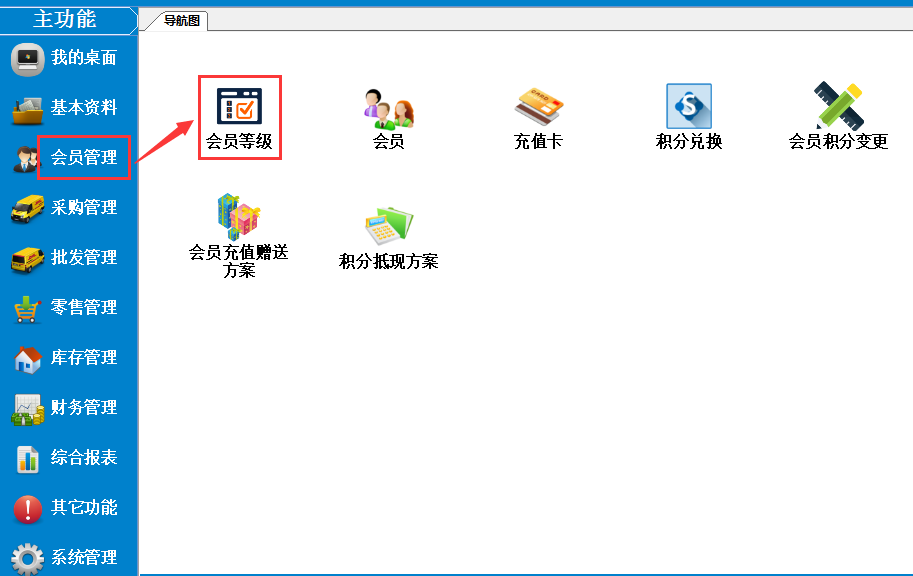 主功能
导航图
我的桌面
基本资料
会员管理
采购管理
批发管理
零售管理
库存管理
财务管理
综合报表
其它功能
系统管理
会员等级
会员
充值卡
积分兑换
会员积分变更
会员充值赠送
方案
积分抵现方案